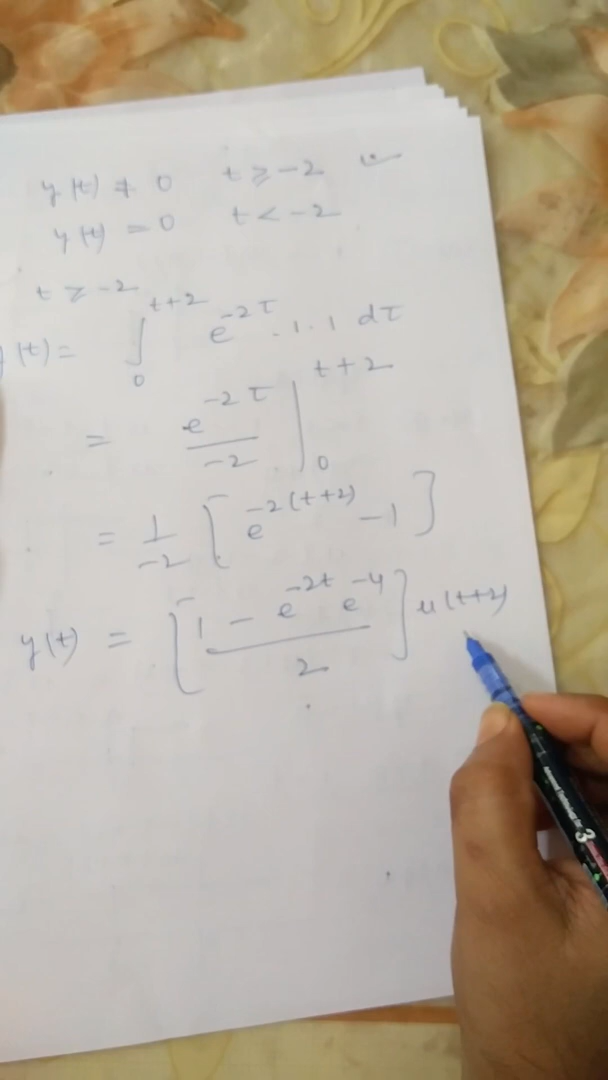 y(t) ≠ 0 t ≥ -2
y(t) = 0 t < -2
t ≥ -2
y(t) = ∫₀^{t+2} e^{-2τ} . 1 . 1 dτ
= e^{-2τ}/-2 |₀^{t+2}
= 1/-2 [e^{-2(t+2)} -1]
y(t) = [1 - e^{-2t} e^{-4}/2] u(t+2)
3